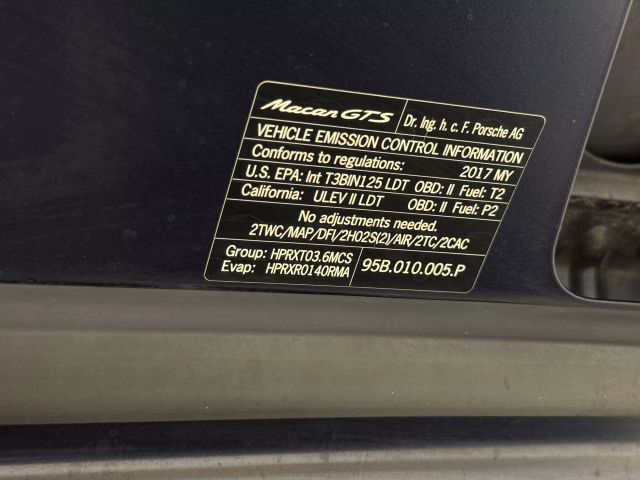 Macan GTS
Dr. Ing. h. c. F. Porsche AG
VEHICLE EMISSION CONTROL INFORMATION
Conforms to regulations: 2017 MY
U.S. EPA: Int T3BIN125 LDT OBD: II Fuel: T2
California: ULEV II LDT OBD: II Fuel: P2
No adjustments needed.
2TWC/MAP/DFI/2HO2S(2)/AIR/2TC/2CAC
Group: HPRXT03.6MCS
Evap: HPRXR0140RMA
95B.010.005.P